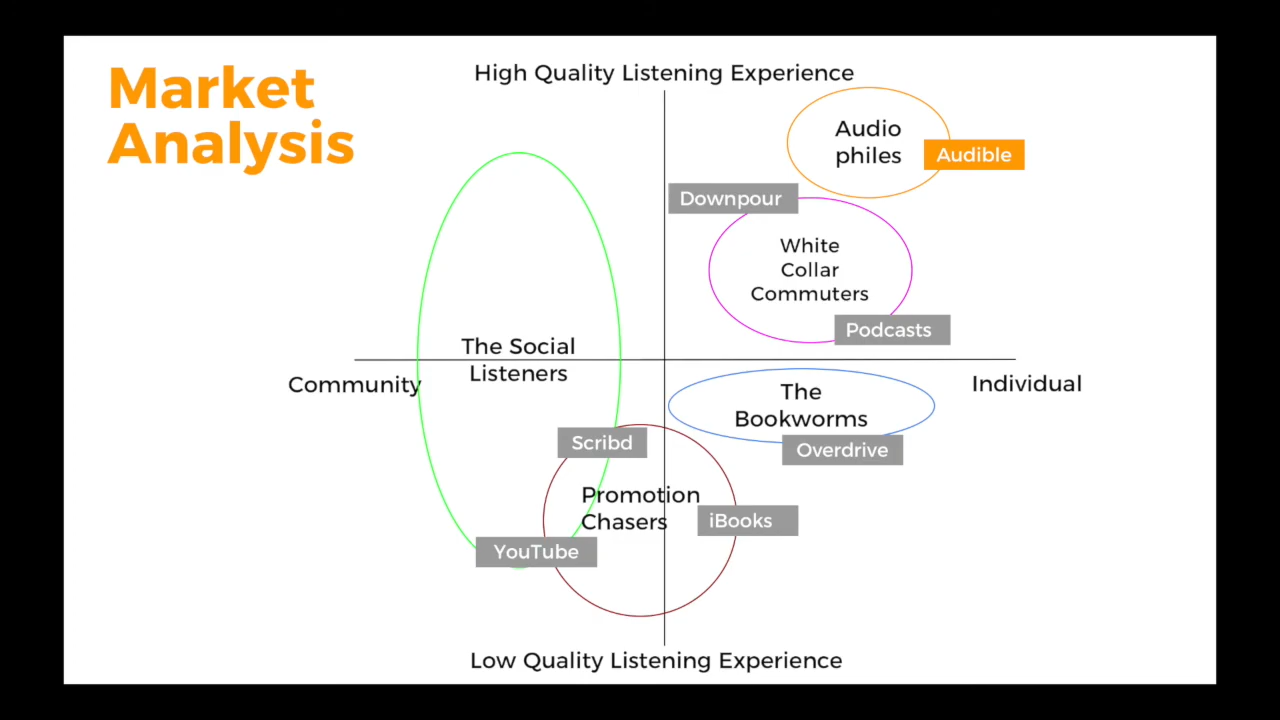 Market
Analysis
High Quality Listening Experience
Audio
philes
Audible
Downpour
White
Collar
Commuters
Podcasts
The Social
Listeners
Community
Individual
The
Bookworms
Overdrive
Scribd
Promotion
Chasers
iBooks
YouTube
Low Quality Listening Experience